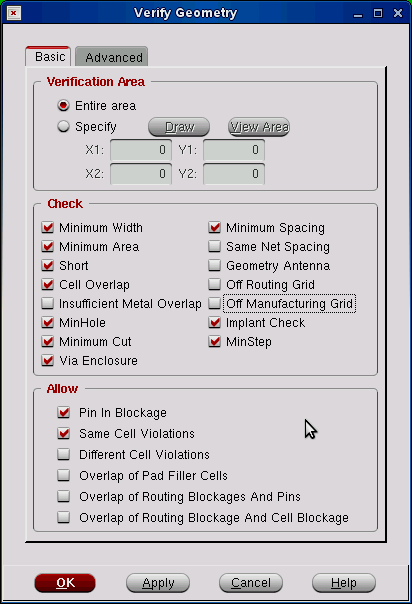 Verify Geometry
Basic Advanced
Verification Area
Entire area
Specify Draw View Area
X1: 0 Y1: 0
X2: 0 Y2: 0
Check
Minimum Width Minimum Spacing
Minimum Area Same Net Spacing
Short Geometry Antenna
Cell Overlap Off Routing Grid
Insufficient Metal Overlap Off Manufacturing Grid
MinHole Implant Check
Minimum Cut MinStep
Via Enclosure
Allow
Pin In Blockage
Same Cell Violations
Different Cell Violations
Overlap of Pad Filler Cells
Overlap of Routing Blockages And Pins
Overlap of Routing Blockage And Cell Blockage
OK Apply Cancel Help